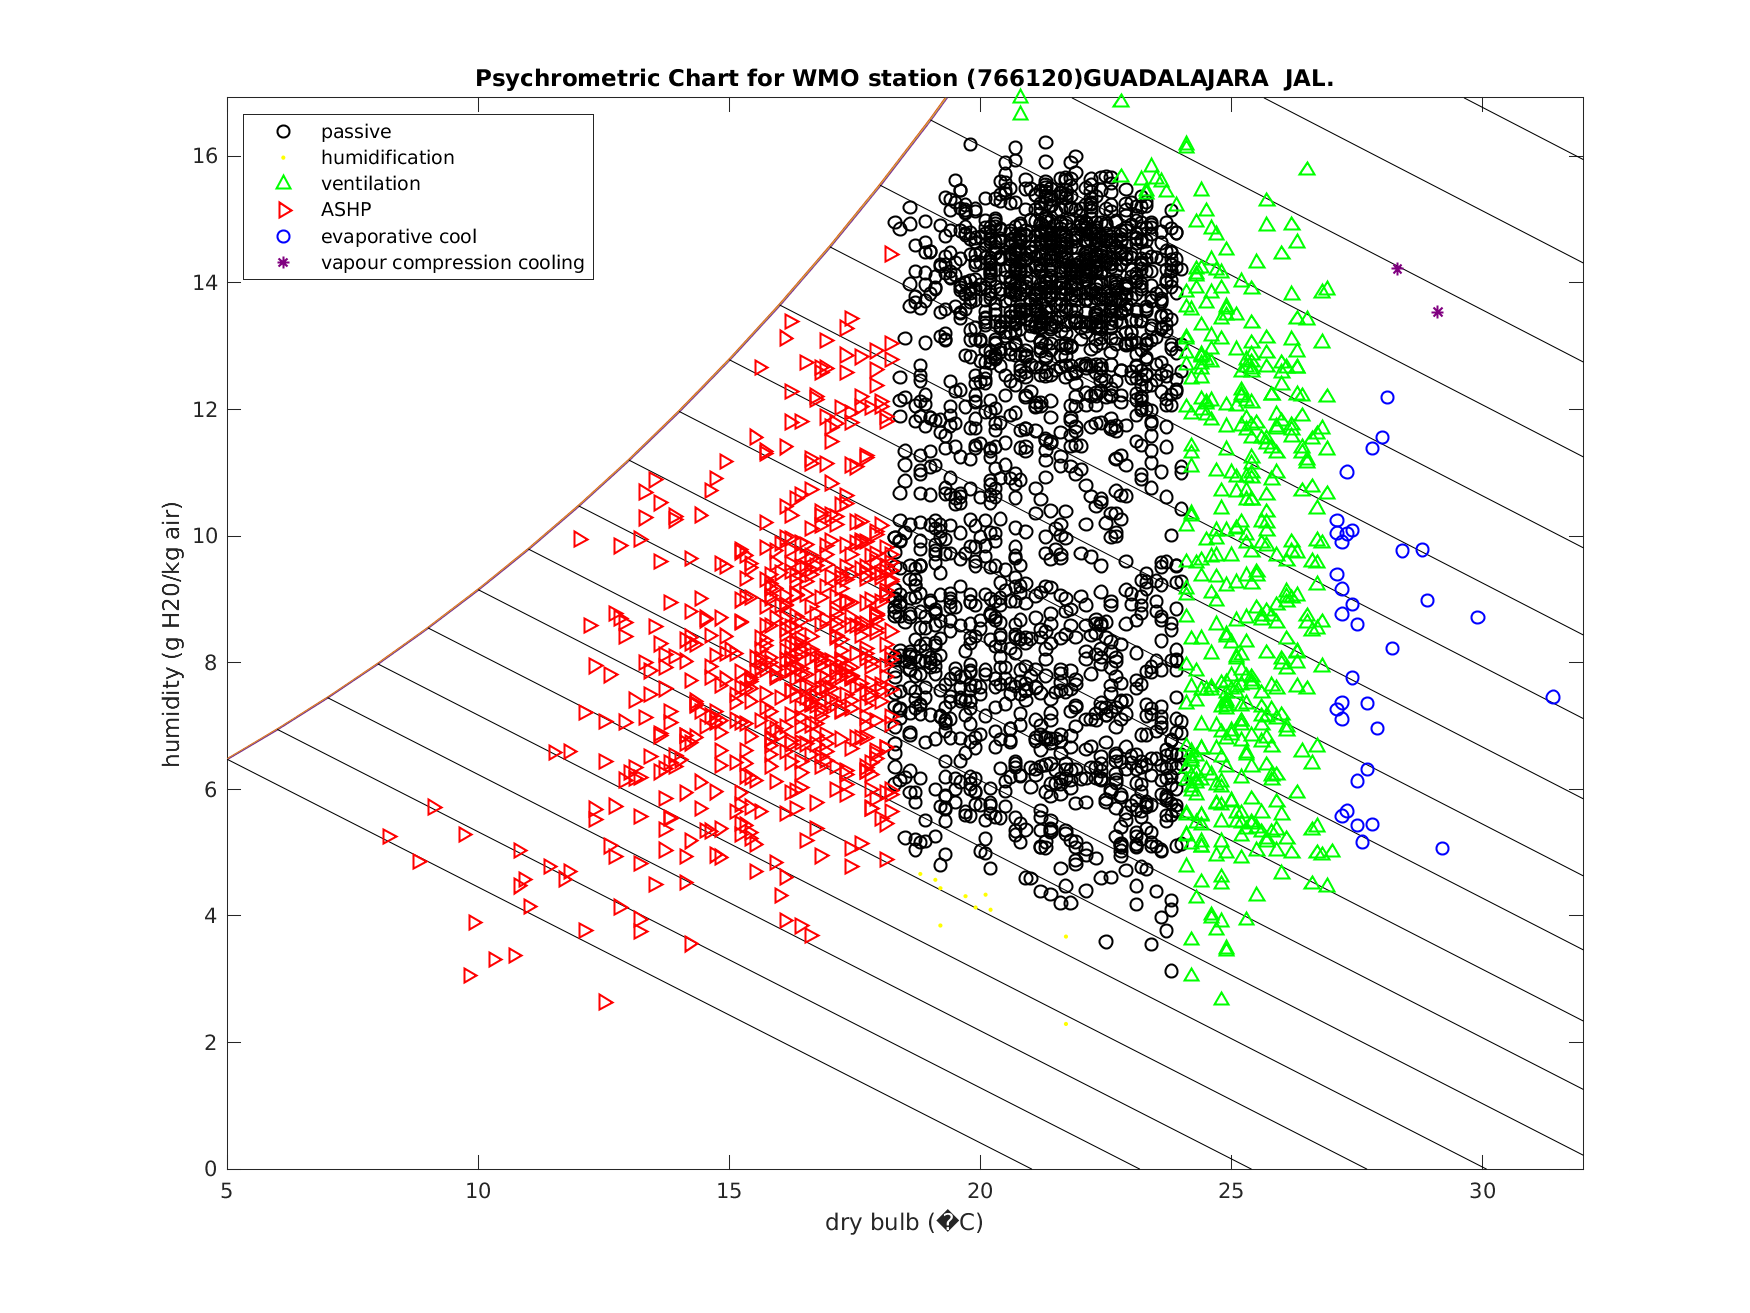 Psychrometric Chart for WMO station (766120)GUADALAJARA  JAL.
passive
humidification
ventilation
ASHP
evaporative cool
vapour compression cooling
humidity (g H20/kg air)
16
14
12
10
8
6
4
2
0
5 10 15 20 25 30
dry bulb (�C)